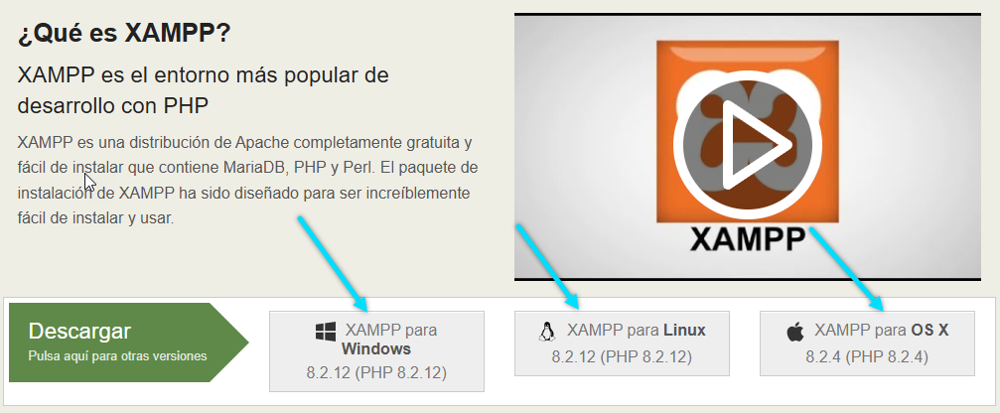 ¿Qué es XAMPP?
XAMPP es el entorno más popular de
desarrollo con PHP
XAMPP es una distribución de Apache completamente gratuita y
fácil de instalar que contiene MariaDB, PHP y Perl. El paquete de
instalación de XAMPP ha sido diseñado para ser increíblemente
fácil de instalar y usar.
XAMPP
Descargar
Pulsa aquí para otras versiones
XAMPP para
Windows
8.2.12 (PHP 8.2.12)
XAMPP para Linux
8.2.12 (PHP 8.2.12)
XAMPP para OS X
8.2.4 (PHP 8.2.4)